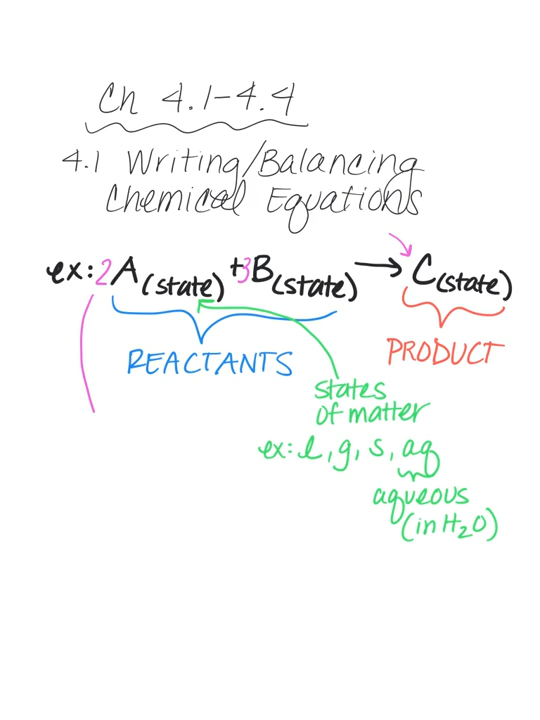 Ch 4.1-4.4
4.1 Writing/Balancing
Chemical Equations
ex: 2A(state) + 3B(state) → C(state)
REACTANTS
PRODUCT
states
of matter
ex: l, g, s, aq
aqueous
(in H₂O)